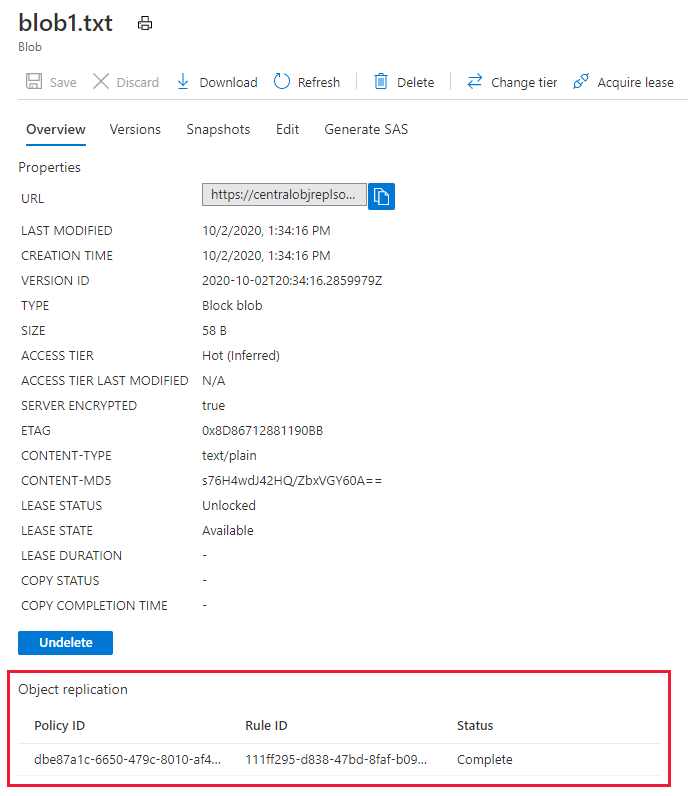 blob1.txt
Blob
Save Discard Download Refresh Delete Change tier Acquire lease
Overview Versions Snapshots Edit Generate SAS
Properties
URL https://centralobjreplso...
LAST MODIFIED 10/2/2020, 1:34:16 PM
CREATION TIME 10/2/2020, 1:34:16 PM
VERSION ID 2020-10-02T20:34:16.2859979Z
TYPE Block blob
SIZE 58 B
ACCESS TIER Hot (Inferred)
ACCESS TIER LAST MODIFIED N/A
SERVER ENCRYPTED true
ETAG 0x8D86712881190BB
CONTENT-TYPE text/plain
CONTENT-MD5 s76H4wdJ42HQ/ZbxVGY60A==
LEASE STATUS Unlocked
LEASE STATE Available
LEASE DURATION -
COPY STATUS -
COPY COMPLETION TIME -
Undelete
Object replication
Policy ID Rule ID Status
dbe87a1c-6650-479c-8010-af4... 111ff295-d838-47bd-8faf-b09... Complete